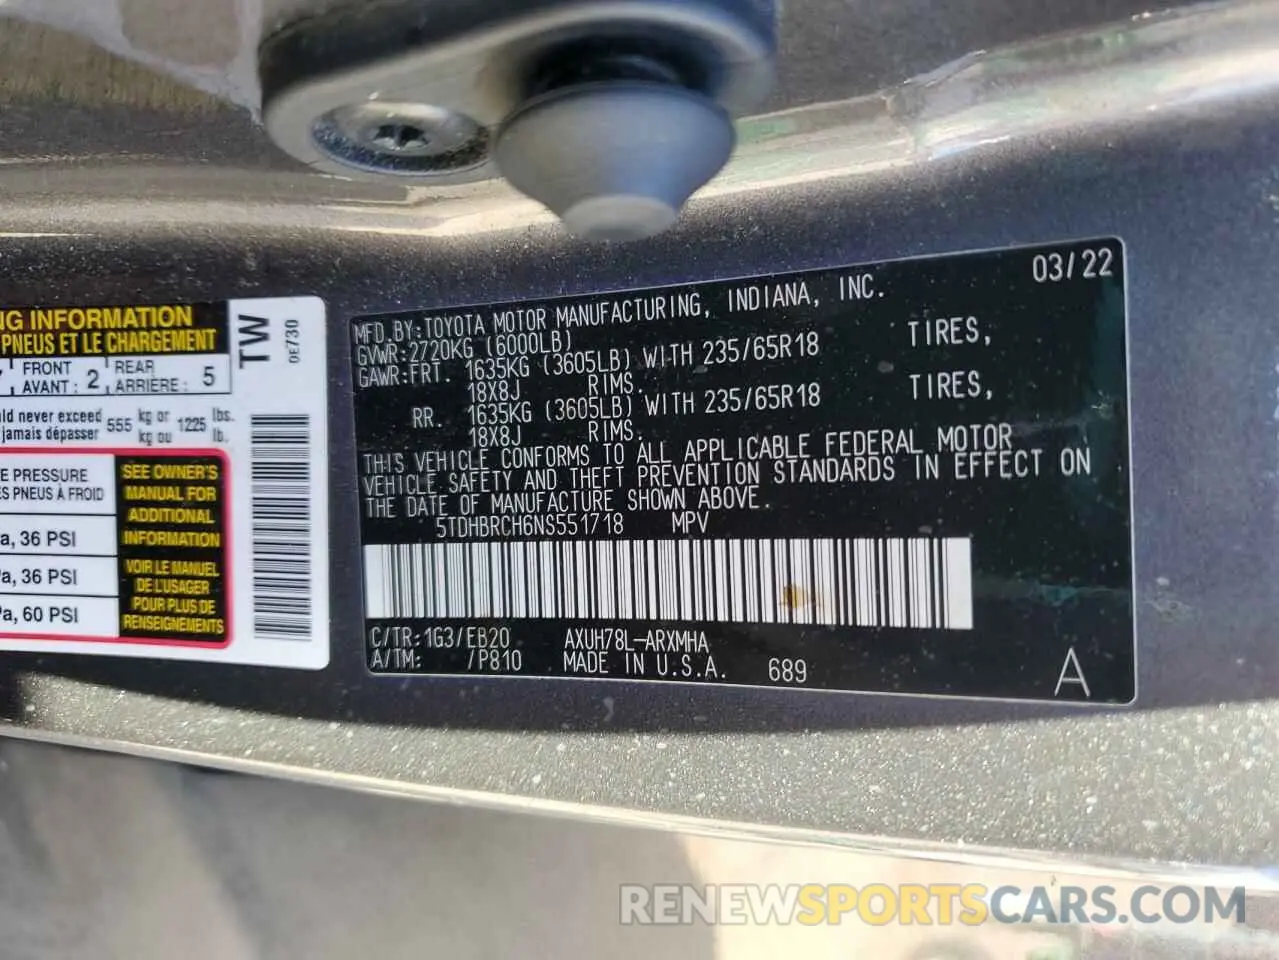 NG INFORMATION
PNEUS ET LE CHARGEMENT
FRONT
AVANT : 2
REAR
ARRIÈRE : 5
TW
0E730
never exceed 555 kg or 1225 lbs.
jamais dépasser kg ou lb.
E PRESSURE
ES PNEUS À FROID
a, 36 PSI
Pa, 36 PSI
Pa, 60 PSI
SEE OWNER'S
MANUAL FOR
ADDITIONAL
INFORMATION
VOIR LE MANUEL
DE L'USAGER
POUR PLUS DE
RENSEIGNEMENTS
03/22
MFD.BY:TOYOTA MOTOR MANUFACTURING, INDIANA, INC.
GVWR:2720KG (6000LB)
GAWR:FRT. 1635KG (3605LB) WITH 235/65R18 TIRES,
18X8J RIMS.
RR. 1635KG (3605LB) WITH 235/65R18 TIRES,
18X8J RIMS.
THIS VEHICLE CONFORMS TO ALL APPLICABLE FEDERAL MOTOR
VEHICLE SAFETY AND THEFT PREVENTION STANDARDS IN EFFECT ON
THE DATE OF MANUFACTURE SHOWN ABOVE.
5TDHBRCH6NS551718 MPV
C/TR:1G3/EB20 AXUH78L-ARXMHA
A/TM: /P810 MADE IN U.S.A. 689
A
RENEWSPORTSCARS.COM